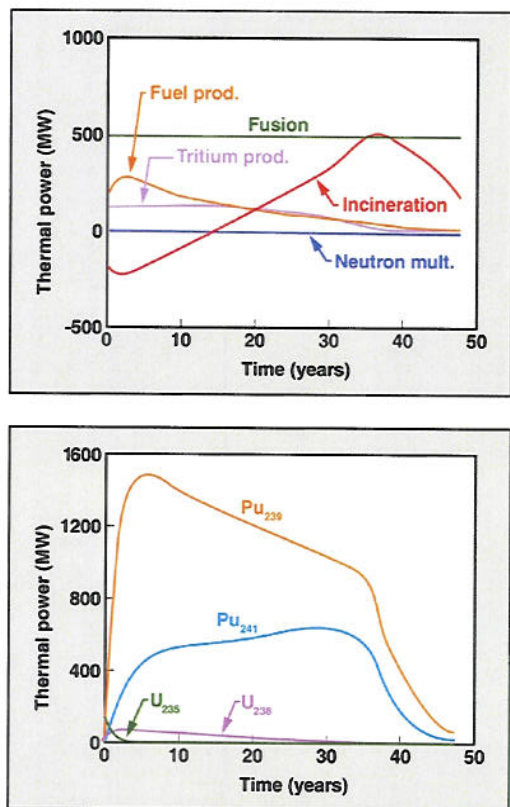 1000
Fuel prod.
Fusion
500
Tritium prod.
Incineration
0
Neutron mult.
-500
0 10 20 30 40 50
Time (years)
Thermal power (MW)
1600
Pu239
1200
800
Pu241
400
U235
U238
0
0 10 20 30 40 50
Time (years)
Thermal power (MW)